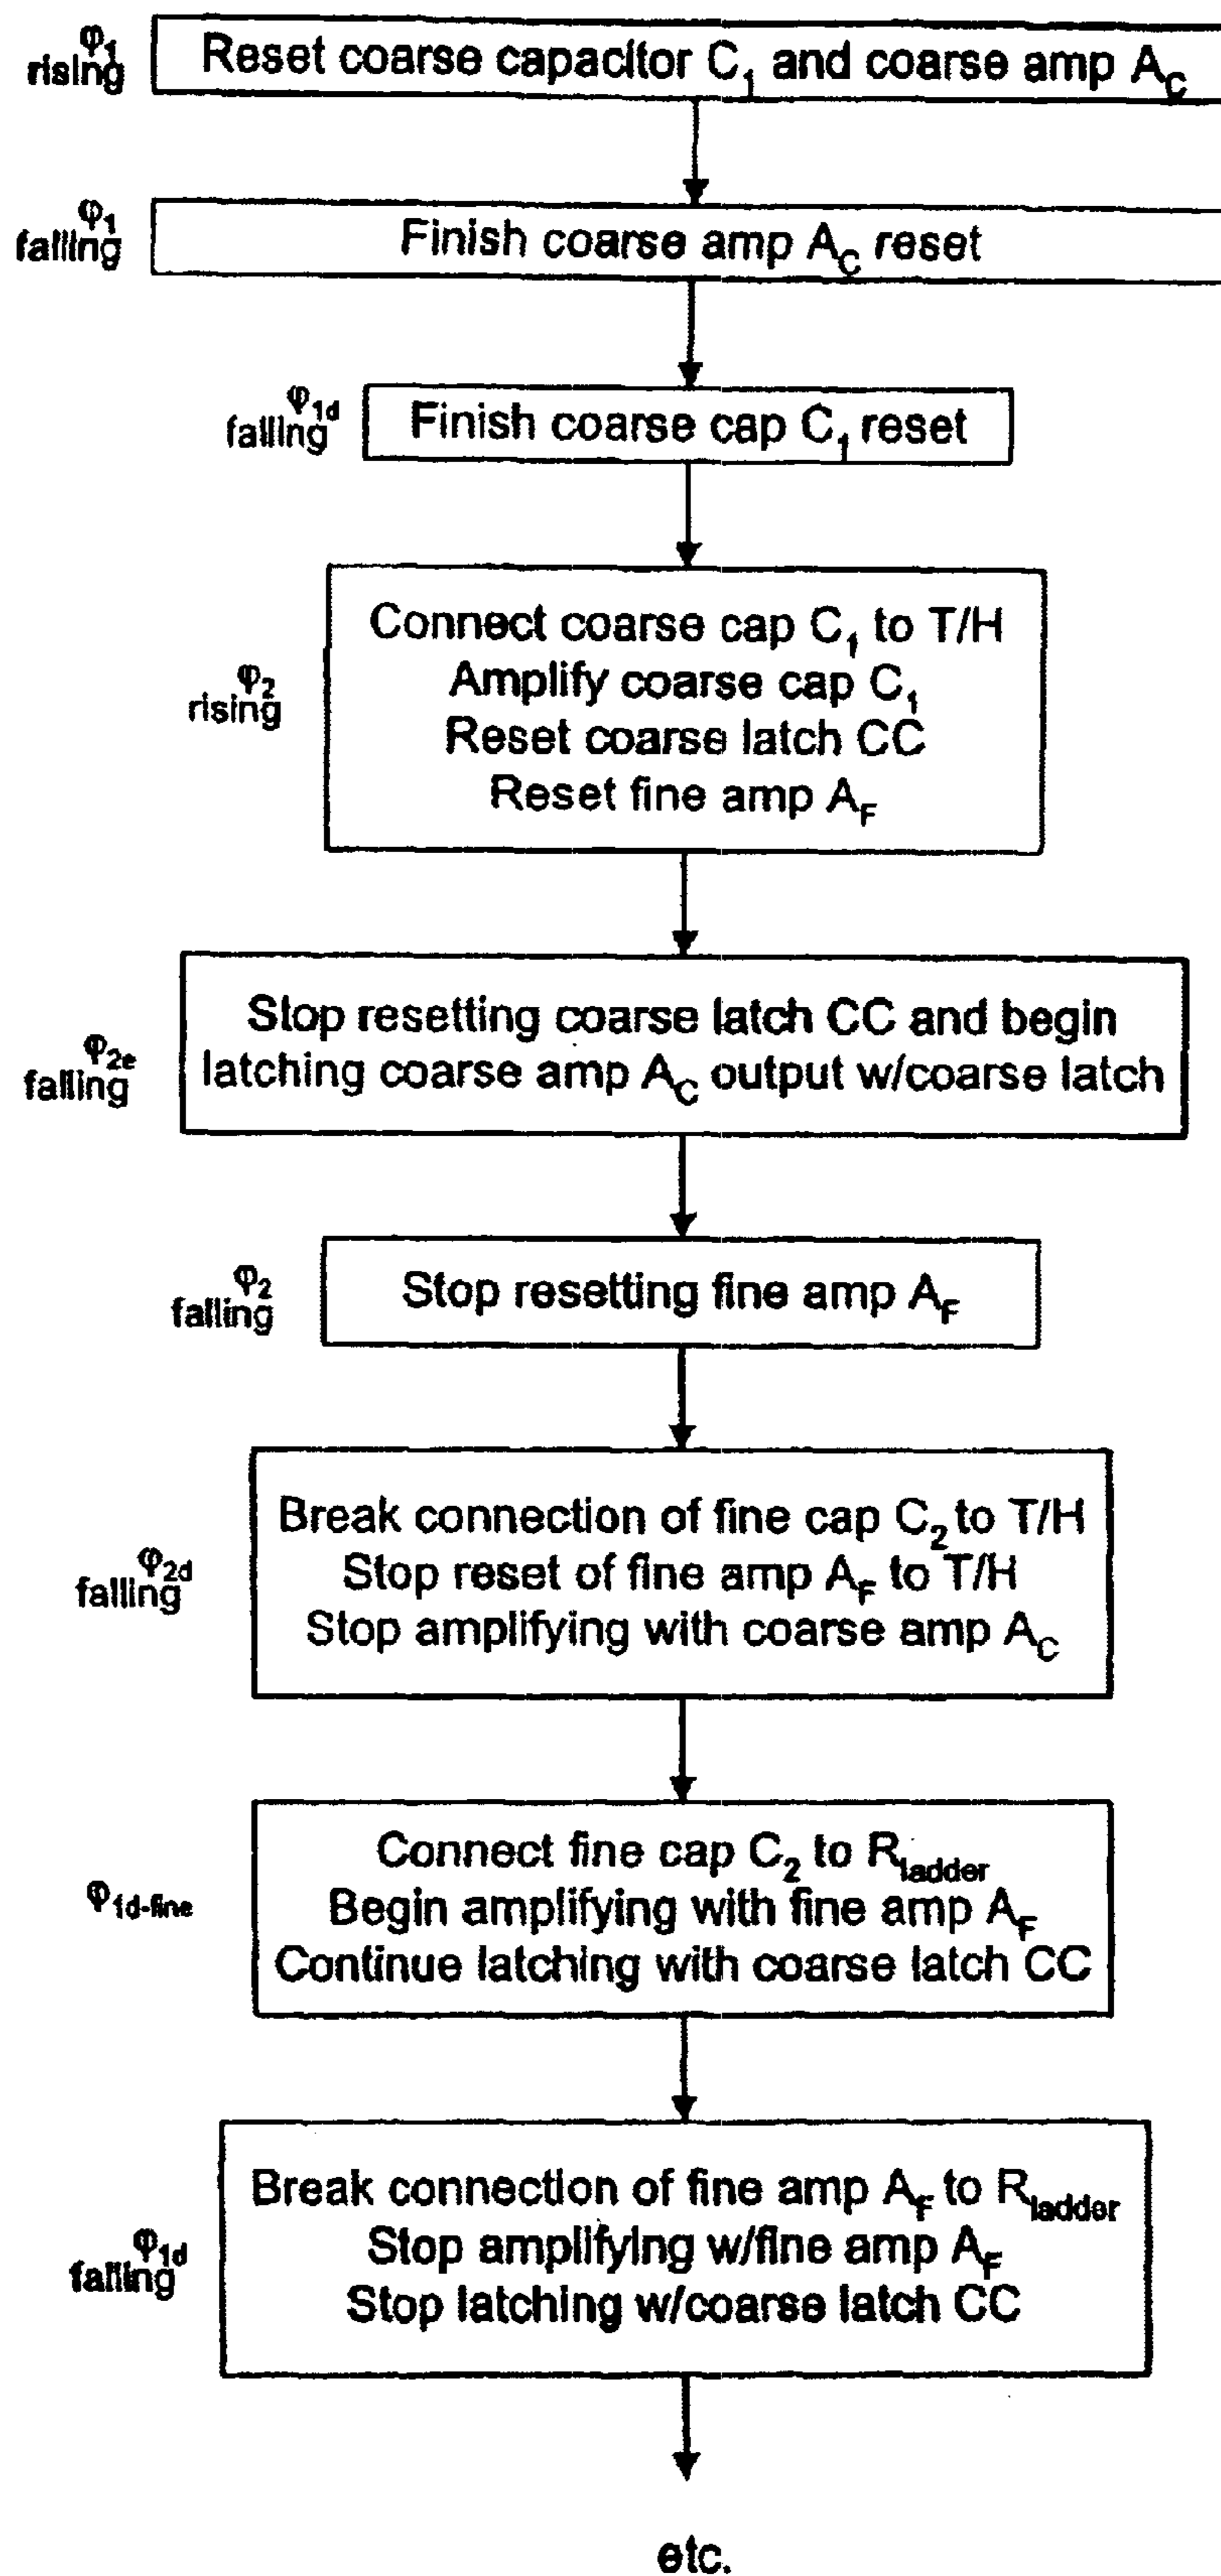 φ1
rising
Reset coarse capacitor C1 and coarse amp AC
φ1
falling
Finish coarse amp AC reset
φ1d
falling
Finish coarse cap C1 reset
φ2
rising
Connect coarse cap C1 to T/H
Amplify coarse cap C1
Reset coarse latch CC
Reset fine amp AF
φ2e
falling
Stop resetting coarse latch CC and begin
latching coarse amp AC output w/coarse latch
φ2
falling
Stop resetting fine amp AF
φ2d
falling
Break connection of fine cap C2 to T/H
Stop reset of fine amp AF to T/H
Stop amplifying with coarse amp AC
φ1d-fine
Connect fine cap C2 to Rladder
Begin amplifying with fine amp AF
Continue latching with coarse latch CC
φ1d
falling
Break connection of fine amp AF to Rladder
Stop amplifying w/fine amp AF
Stop latching w/coarse latch CC
etc.